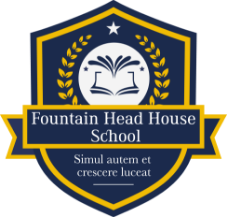 Fountain Head House
School
Simul autem et
crescere luceat